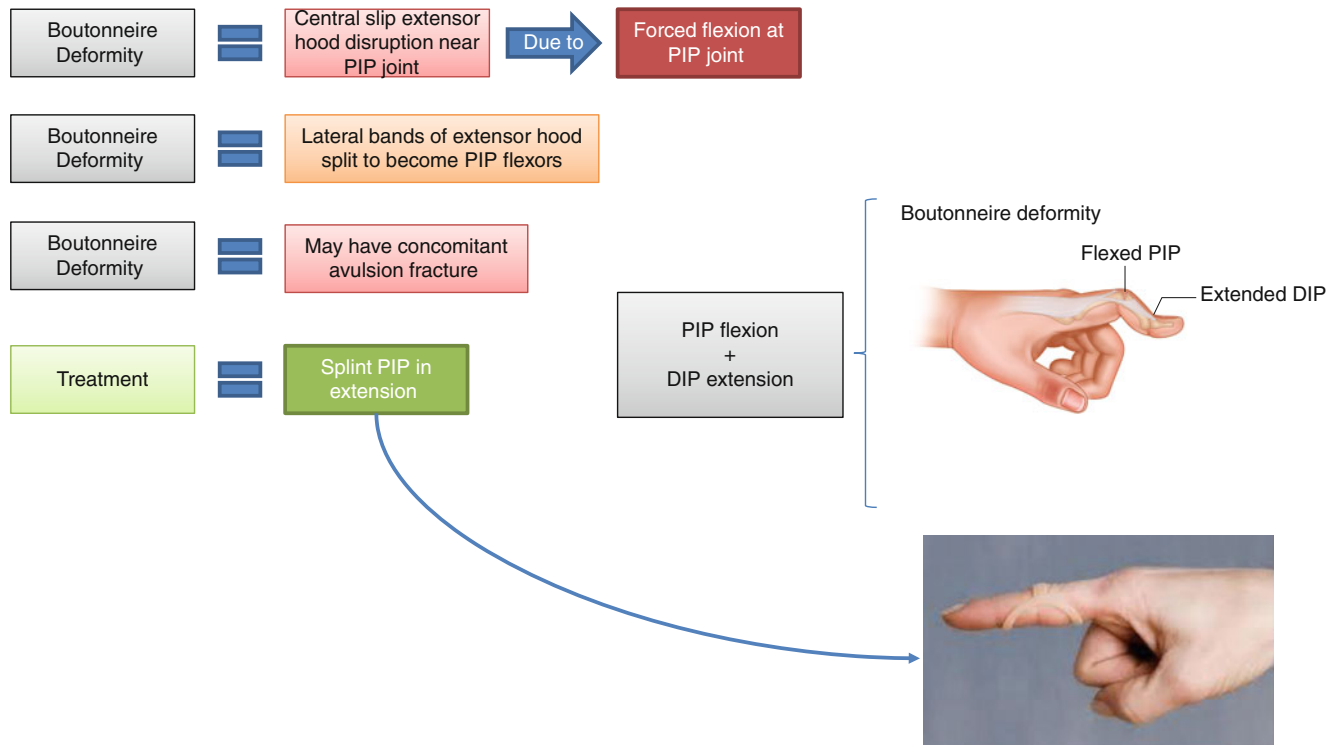 Boutonneire
Deformity
Central slip extensor
hood disruption near
PIP joint
Due to
Forced flexion at
PIP joint
Boutonneire
Deformity
Lateral bands of extensor hood
split to become PIP flexors
Boutonneire
Deformity
May have concomitant
avulsion fracture
Treatment
Splint PIP in
extension
PIP flexion
+
DIP extension
Boutonneire deformity
Flexed PIP
Extended DIP